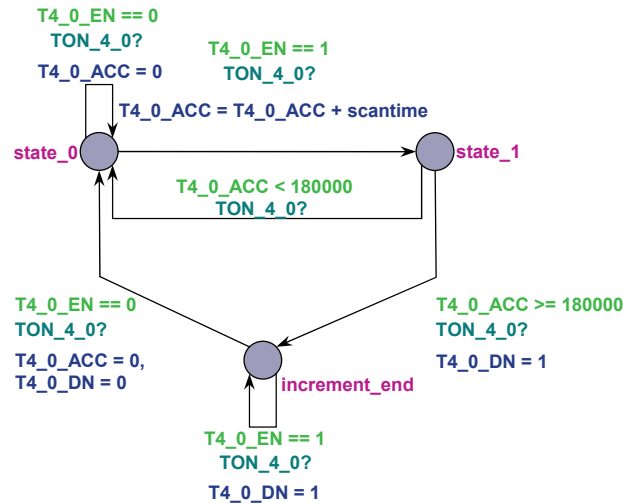 T4_0_EN == 0
TON_4_0?
T4_0_ACC = 0
T4_0_EN == 1
TON_4_0?
T4_0_ACC = T4_0_ACC + scantime
state_0
state_1
T4_0_ACC < 180000
TON_4_0?
T4_0_EN == 0
TON_4_0?
T4_0_ACC = 0,
T4_0_DN = 0
T4_0_ACC >= 180000
TON_4_0?
T4_0_DN = 1
increment_end
T4_0_EN == 1
TON_4_0?
T4_0_DN = 1